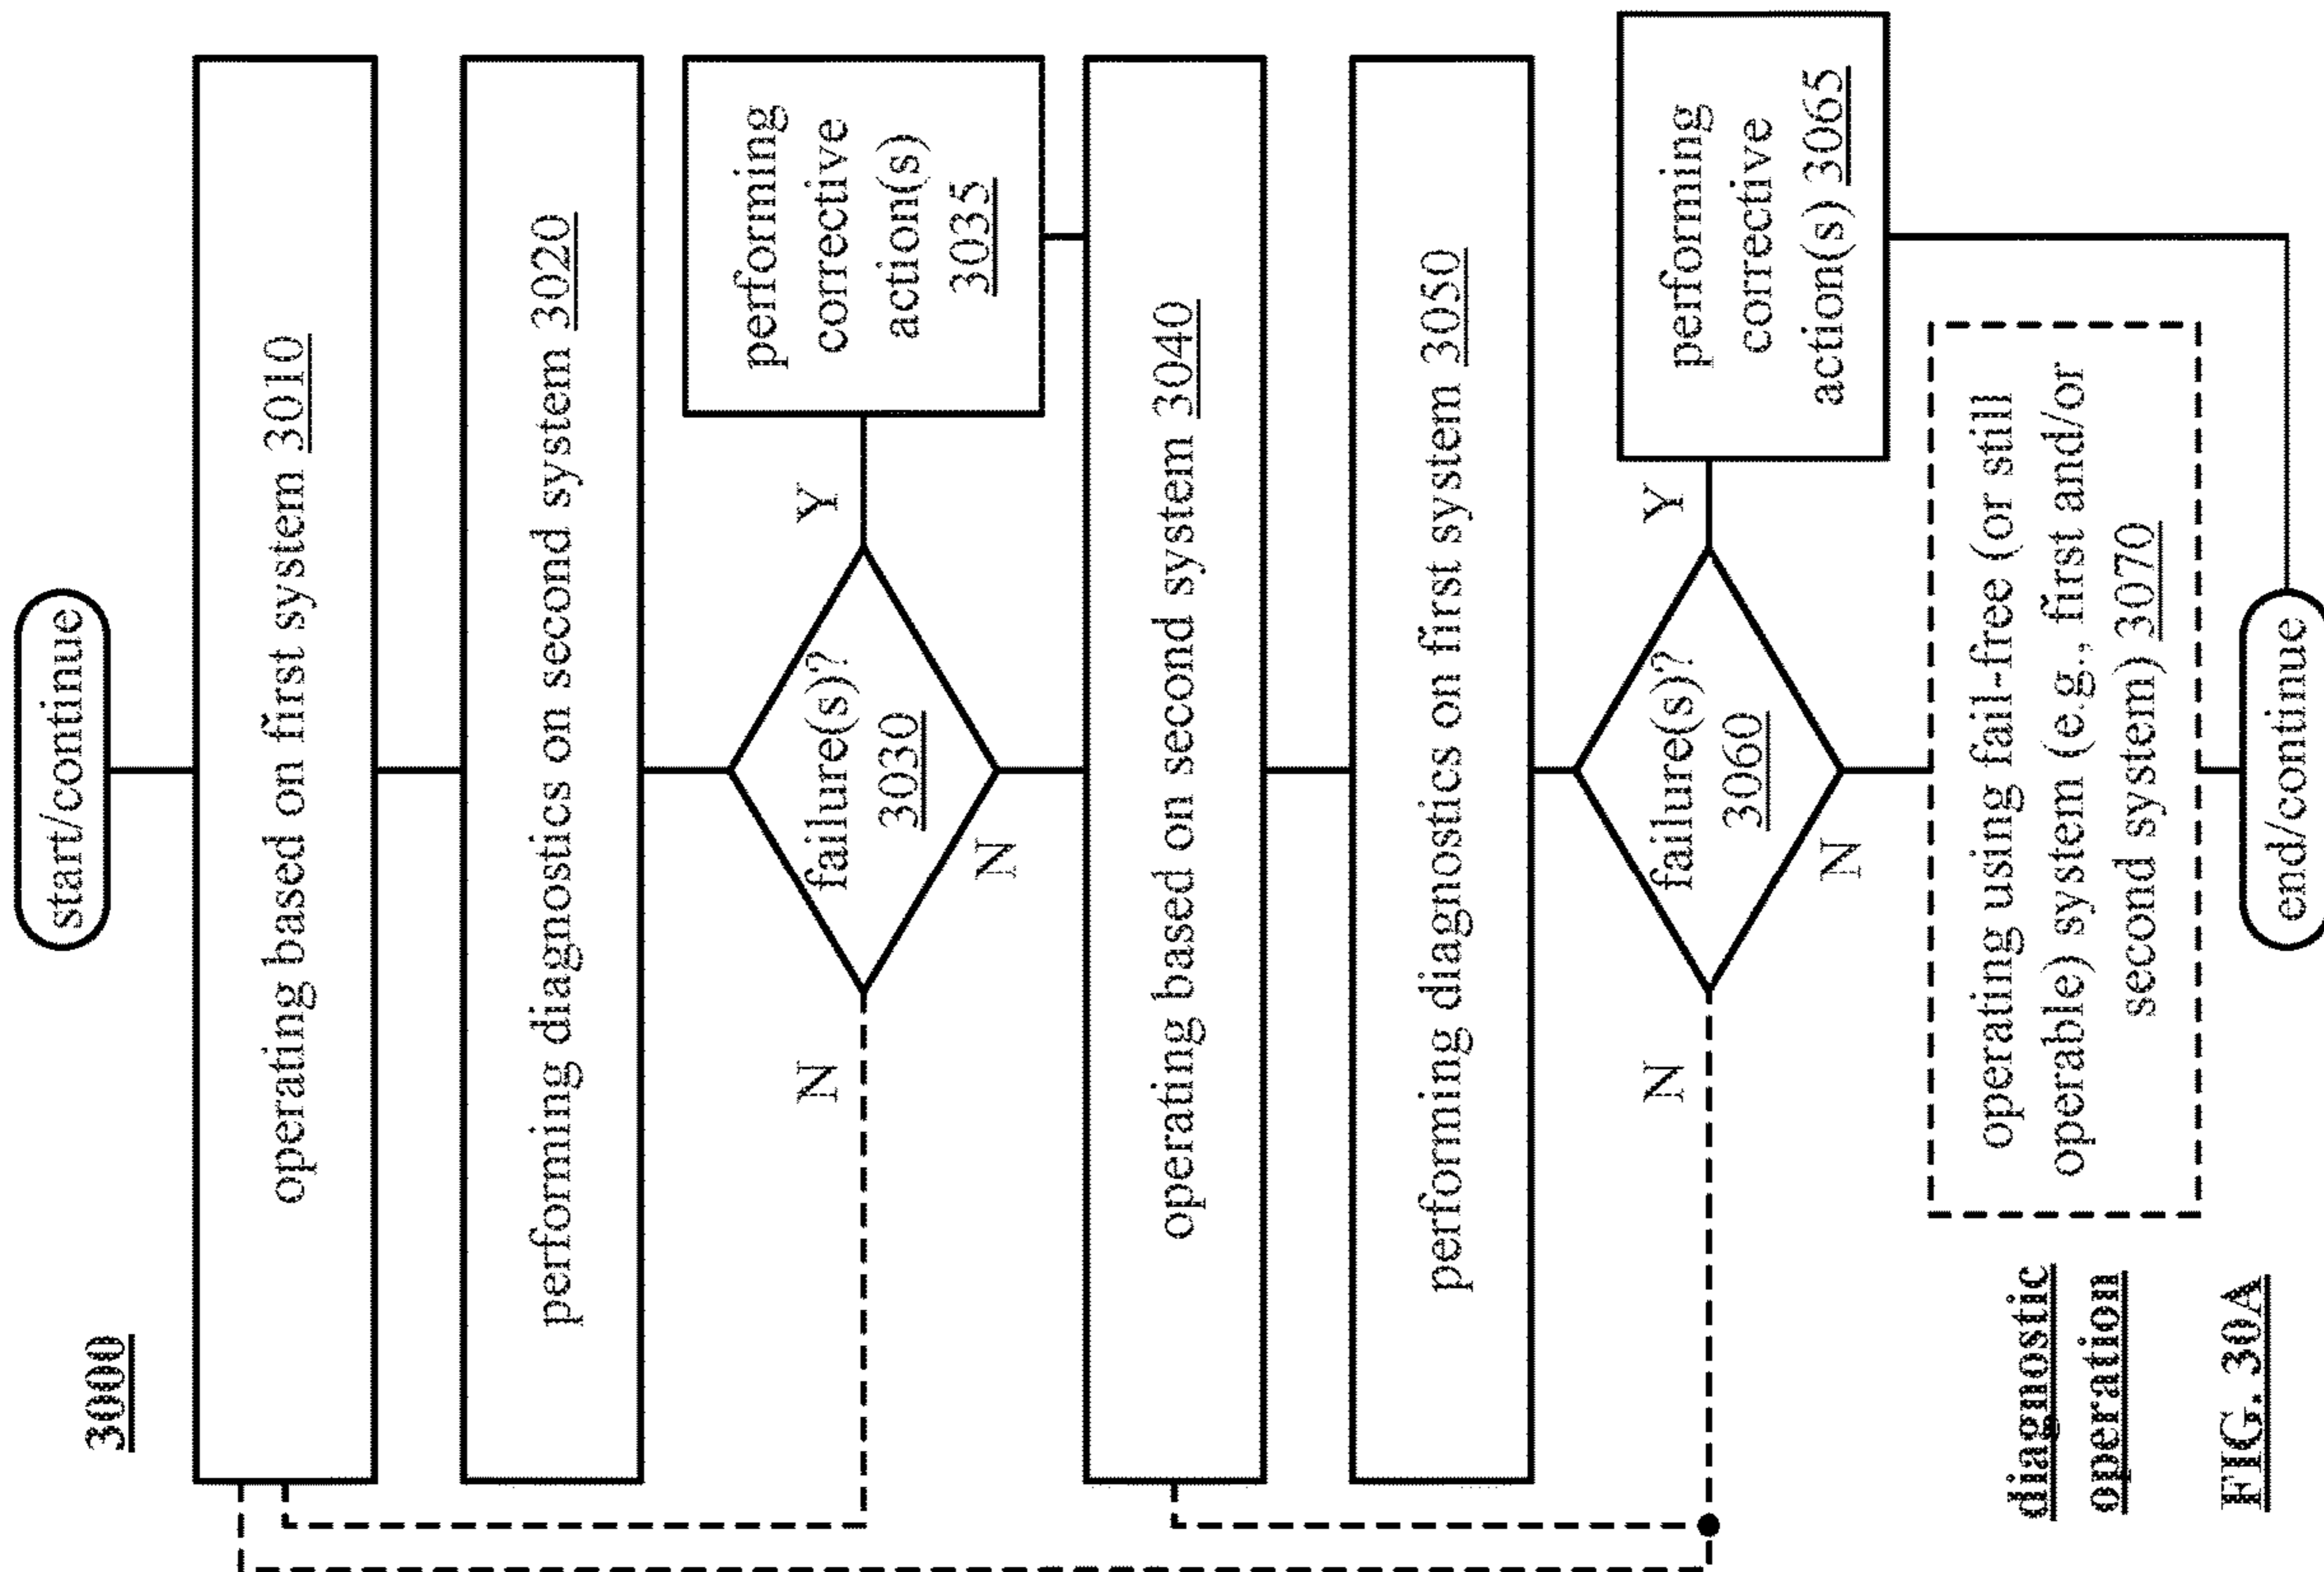 3000
start/continue
operating based on first system 3010
performing diagnostics on second system 3020
failure(s)?
3030
Y
N
N
performing
corrective
action(s)
3035
operating based on second system 3040
performing diagnostics on first system 3050
failure(s)?
3060
Y
N
N
performing
corrective
action(s) 3065
operating using fail-free (or still
operable) system (e.g., first and/or
second system) 3070
end/continue
diagnostic
operation
FIG. 30A